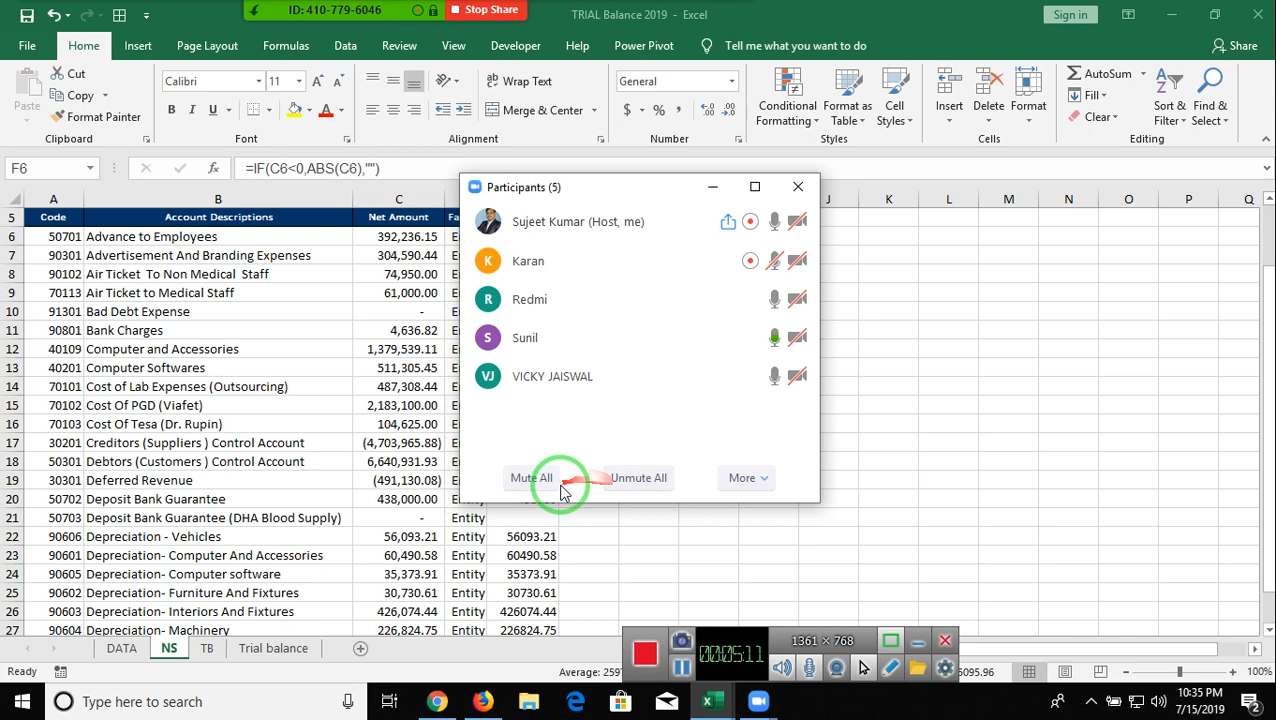 ID: 410-779-6046
Stop Share
TRIAL Balance 2019 - Excel
Sign in
File
Home
Insert
Page Layout
Formulas
Data
Review
View
Developer
Help
Power Pivot
Tell me what you want to do
Share
Paste
Cut
Copy
Format Painter
Clipboard
Calibri
11
B I U
Font
Wrap Text
Merge & Center
Alignment
General
$ % ,
Number
Conditional Formatting
Format as Table
Cell Styles
Styles
Insert
Delete
Format
Cells
AutoSum
Fill
Clear
Sort & Filter
Find & Select
Editing
F6
fx
=IF(C6<0,ABS(C6),"")
A B C J K L M N O P Q
5 Code Account Descriptions Net Amount
6 50701 Advance to Employees 392,236.15
7 90301 Advertisement And Branding Expenses 304,590.44
8 90102 Air Ticket To Non Medical Staff 74,950.00
9 70113 Air Ticket to Medical Staff 61,000.00
10 91301 Bad Debt Expense -
11 90801 Bank Charges 4,636.82
12 40109 Computer and Accessories 1,379,539.11
13 40201 Computer Softwares 511,305.45
14 70101 Cost of Lab Expenses (Outsourcing) 487,308.44
15 70102 Cost Of PGD (Viafet) 2,183,100.00
16 70103 Cost Of Tesa (Dr. Rupin) 104,625.00
17 30201 Creditors (Suppliers ) Control Account (4,703,965.88)
18 50301 Debtors (Customers ) Control Account 6,640,931.93
19 30301 Deferred Revenue (491,130.08)
20 50702 Deposit Bank Guarantee 438,000.00
21 50703 Deposit Bank Guarantee (DHA Blood Supply) - Entity
22 90606 Depreciation - Vehicles 56,093.21 Entity 56093.21
23 90601 Depreciation- Computer And Accessories 60,490.58 Entity 60490.58
24 90605 Depreciation- Computer software 35,373.91 Entity 35373.91
25 90602 Depreciation- Furniture And Fixtures 30,730.61 Entity 30730.61
26 90603 Depreciation- Interiors And Fixtures 426,074.44 Entity 426074.44
27 90604 Depreciation- Machinery 226,824.75 Entity 226824.75
Participants (5)
Sujeet Kumar (Host, me)
K Karan
R Redmi
S Sunil
VJ VICKY JAISWAL
Mute All
Unmute All
More
DATA
NS
TB
Trial balance
00:05:11
1361 × 768
Ready
100%
Type here to search
10:35 PM
7/15/2019
2